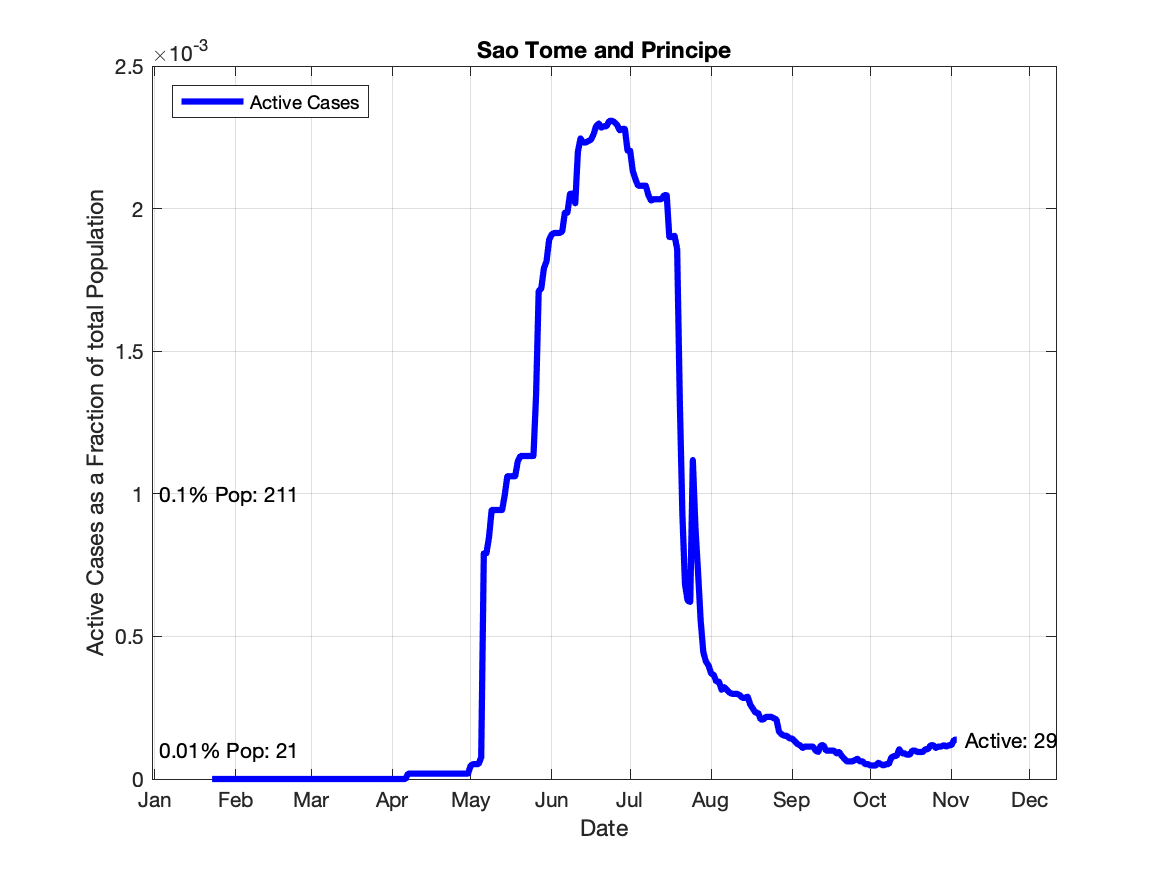 Sao Tome and Principe
×10-3
2.5
2
1.5
1
0.5
0
Active Cases
0.1% Pop: 211
0.01% Pop: 21
Active: 29
Active Cases as a Fraction of total Population
Jan Feb Mar Apr May Jun Jul Aug Sep Oct Nov Dec
Date